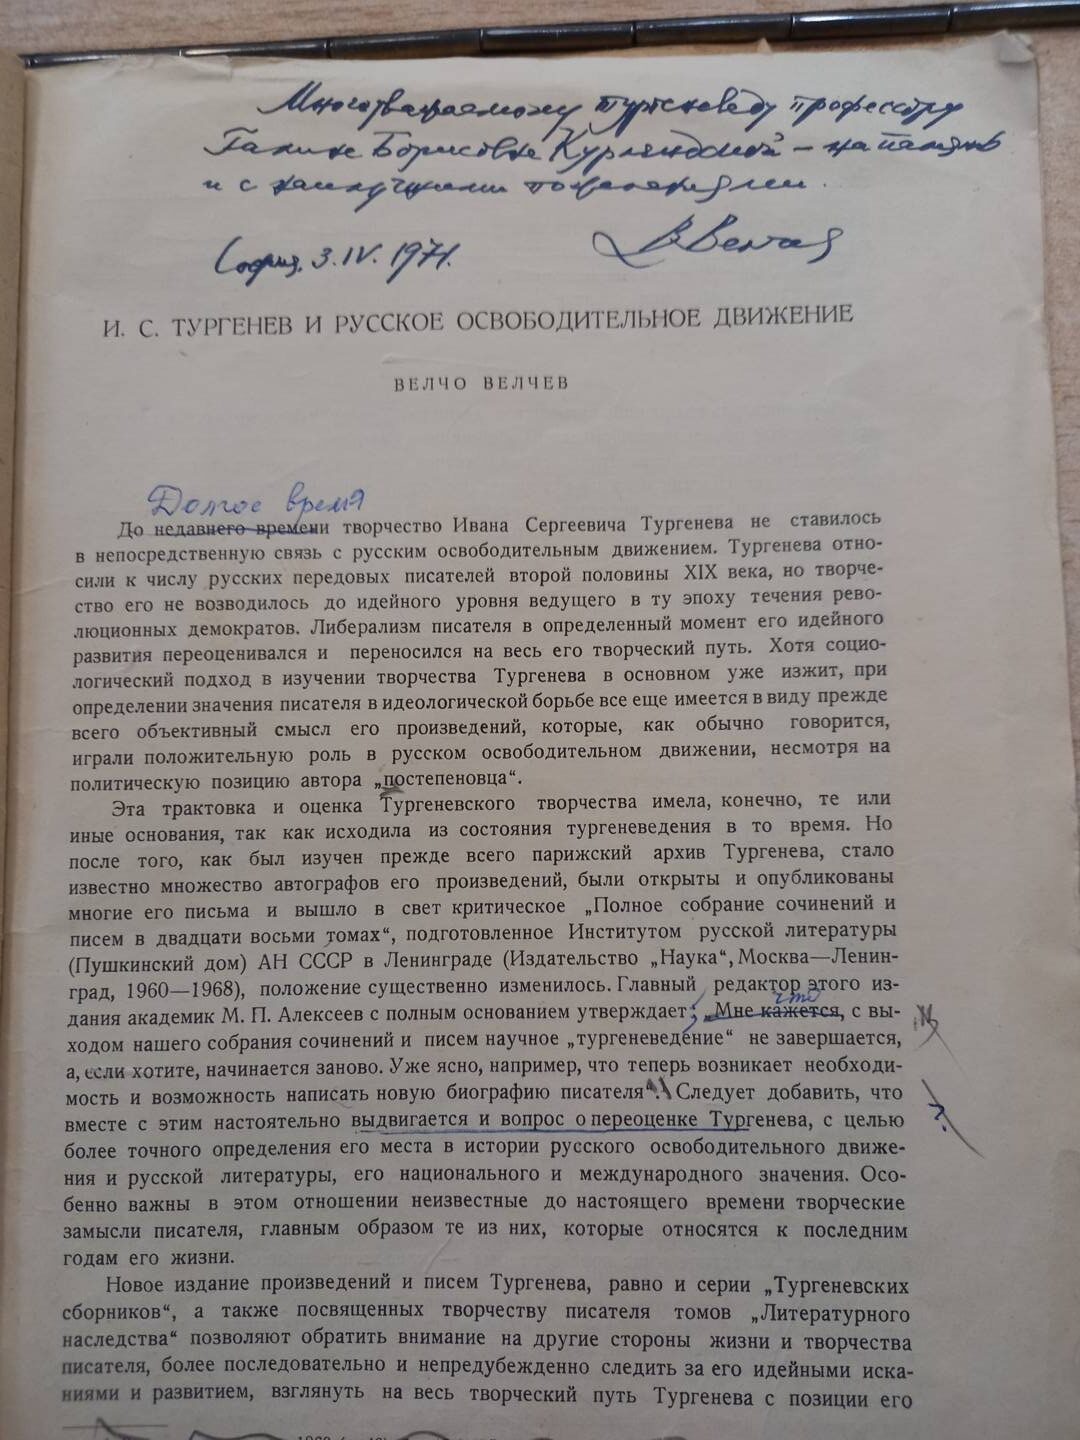 Многоуважаемому тургеневеду профессору
Галине Борисовне Курляндской – на память
и с наилучшими пожеланиями.
София, 3.IV.1971.
В Велчев
И. С. ТУРГЕНЕВ И РУССКОЕ ОСВОБОДИТЕЛЬНОЕ ДВИЖЕНИЕ
ВЕЛЧО ВЕЛЧЕВ
Долгое время
До недавнего времени творчество Ивана Сергеевича Тургенева не ставилось
в непосредственную связь с русским освободительным движением. Тургенева отно-
сили к числу русских передовых писателей второй половины XIX века, но творче-
ство его не возводилось до идейного уровня ведущего в ту эпоху течения рево-
люционных демократов. Либерализм писателя в определенный момент его идейного
развития переоценивался и переносился на весь его творческий путь. Хотя социо-
логический подход в изучении творчества Тургенева в основном уже изжит, при
определении значения писателя в идеологической борьбе все еще имеется в виду прежде
всего объективный смысл его произведений, которые, как обычно говорится,
играли положительную роль в русском освободительном движении, несмотря на
политическую позицию автора „постепеновца“.
Эта трактовка и оценка Тургеневского творчества имела, конечно, те или
иные основания, так как исходила из состояния тургеневедения в то время. Но
после того, как был изучен прежде всего парижский архив Тургенева, стало
известно множество автографов его произведений, были открыты и опубликованы
многие его письма и вышло в свет критическое „Полное собрание сочинений и
писем в двадцати восьми томах“, подготовленное Институтом русской литературы
(Пушкинский дом) АН СССР в Ленинграде (Издательство „Наука“, Москва—Ленин-
град, 1960—1968), положение существенно изменилось. Главный редактор этого из-
что
дания академик М. П. Алексеев с полным основанием утверждает: „Мне кажется, с вы-
ходом нашего собрания сочинений и писем научное „тургеневедение“ не завершается,
а, если хотите, начинается заново. Уже ясно, например, что теперь возникает необходи-
мость и возможность написать новую биографию писателя“. Следует добавить, что
?
вместе с этим настоятельно выдвигается и вопрос о переоценке Тургенева, с целью
более точного определения его места в истории русского освободительного движе-
ния и русской литературы, его национального и международного значения. Осо-
бенно важны в этом отношении неизвестные до настоящего времени творческие
замыслы писателя, главным образом те из них, которые относятся к последним
годам его жизни.
Новое издание произведений и писем Тургенева, равно и серии „Тургеневских
сборников“, а также посвященных творчеству писателя томов „Литературного
наследства“ позволяют обратить внимание на другие стороны жизни и творчества
писателя, более последовательно и непредубежденно следить за его идейными иска-
ниями и развитием, взглянуть на весь творческий путь Тургенева с позиции его